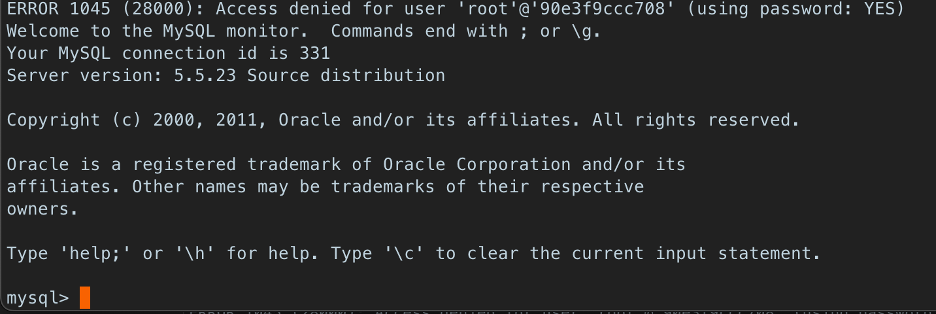 ERROR 1045 (28000): Access denied for user 'root'@'90e3f9ccc708' (using password: YES)
Welcome to the MySQL monitor.  Commands end with ; or \g.
Your MySQL connection id is 331
Server version: 5.5.23 Source distribution
Copyright (c) 2000, 2011, Oracle and/or its affiliates. All rights reserved.
Oracle is a registered trademark of Oracle Corporation and/or its
affiliates. Other names may be trademarks of their respective
owners.
Type 'help;' or '\h' for help. Type '\c' to clear the current input statement.
mysql>